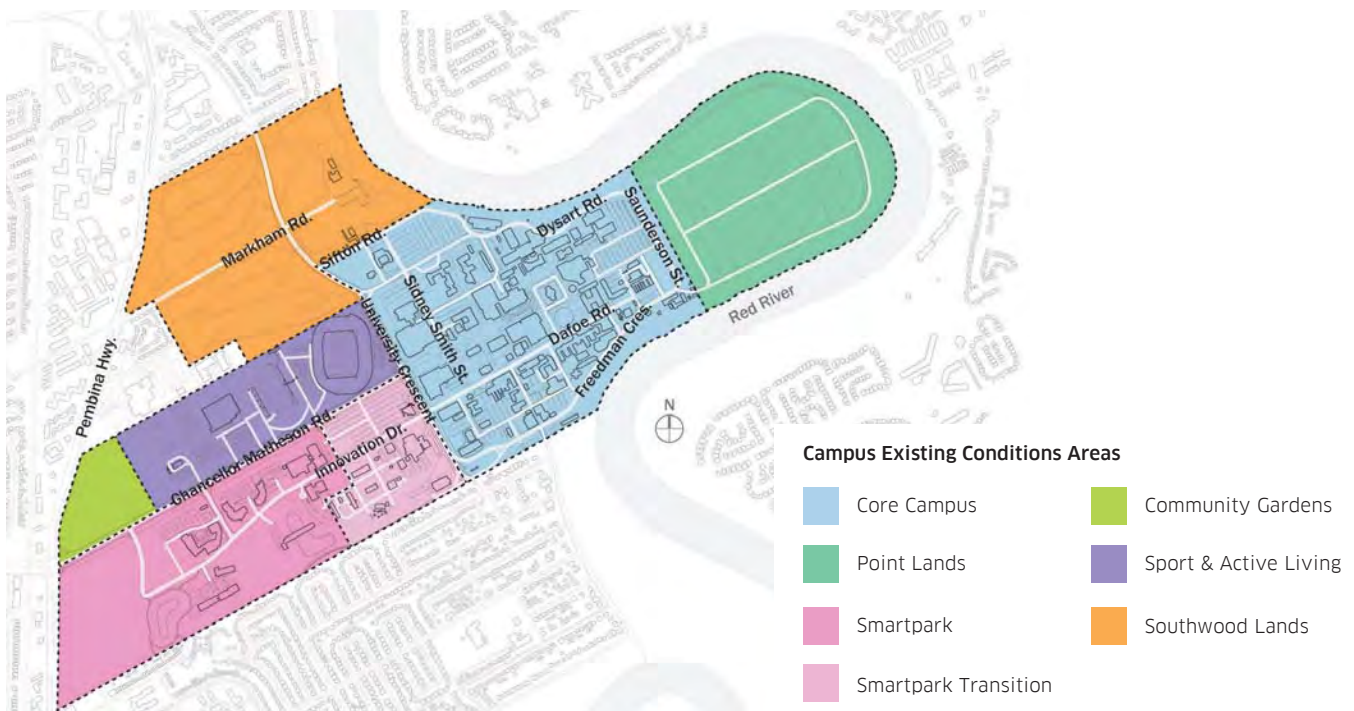 Markham Rd.
Sifton Rd.
Dysart Rd.
Saunderson St.
Sidney Smith St.
University Crescent
Dafoe Rd.
Freedman Cres.
Red River
Pembina Hwy.
Chancellor Matheson Rd.
Innovation Dr.
N
Campus Existing Conditions Areas
Core Campus
Community Gardens
Point Lands
Sport & Active Living
Smartpark
Southwood Lands
Smartpark Transition